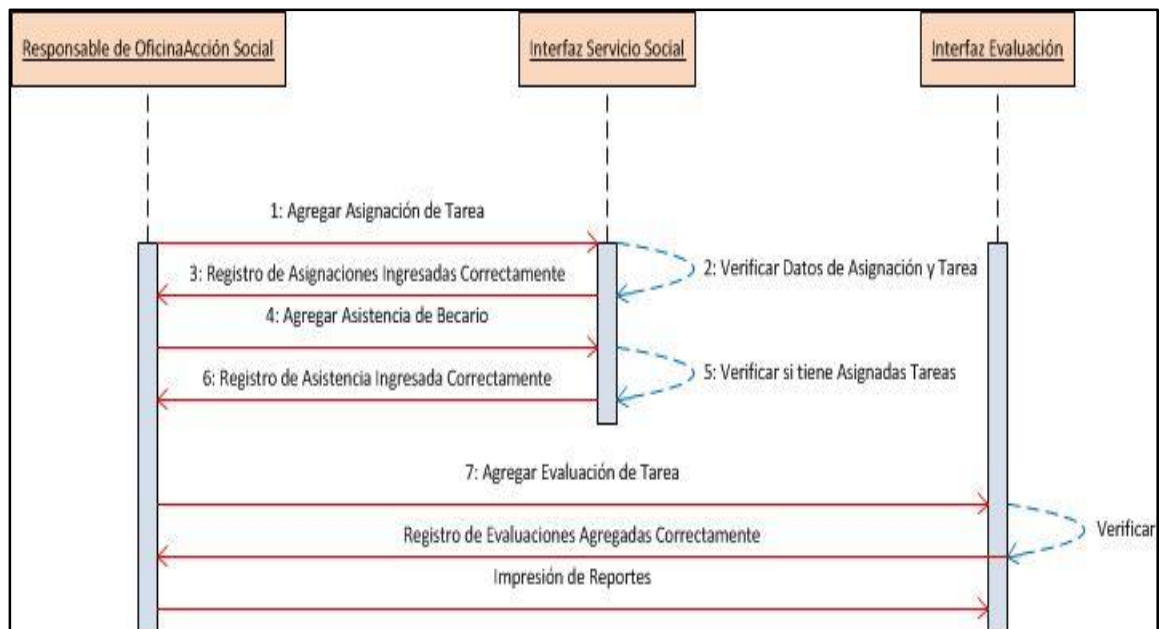 Responsable de OficinaAcción Social
Interfaz Servicio Social
Interfaz Evaluación
1: Agregar Asignación de Tarea
2: Verificar Datos de Asignación y Tarea
3: Registro de Asignaciones Ingresadas Correctamente
4: Agregar Asistencia de Becario
5: Verificar si tiene Asignadas Tareas
6: Registro de Asistencia Ingresada Correctamente
7: Agregar Evaluación de Tarea
Verificar
Registro de Evaluaciones Agregadas Correctamente
Impresión de Reportes